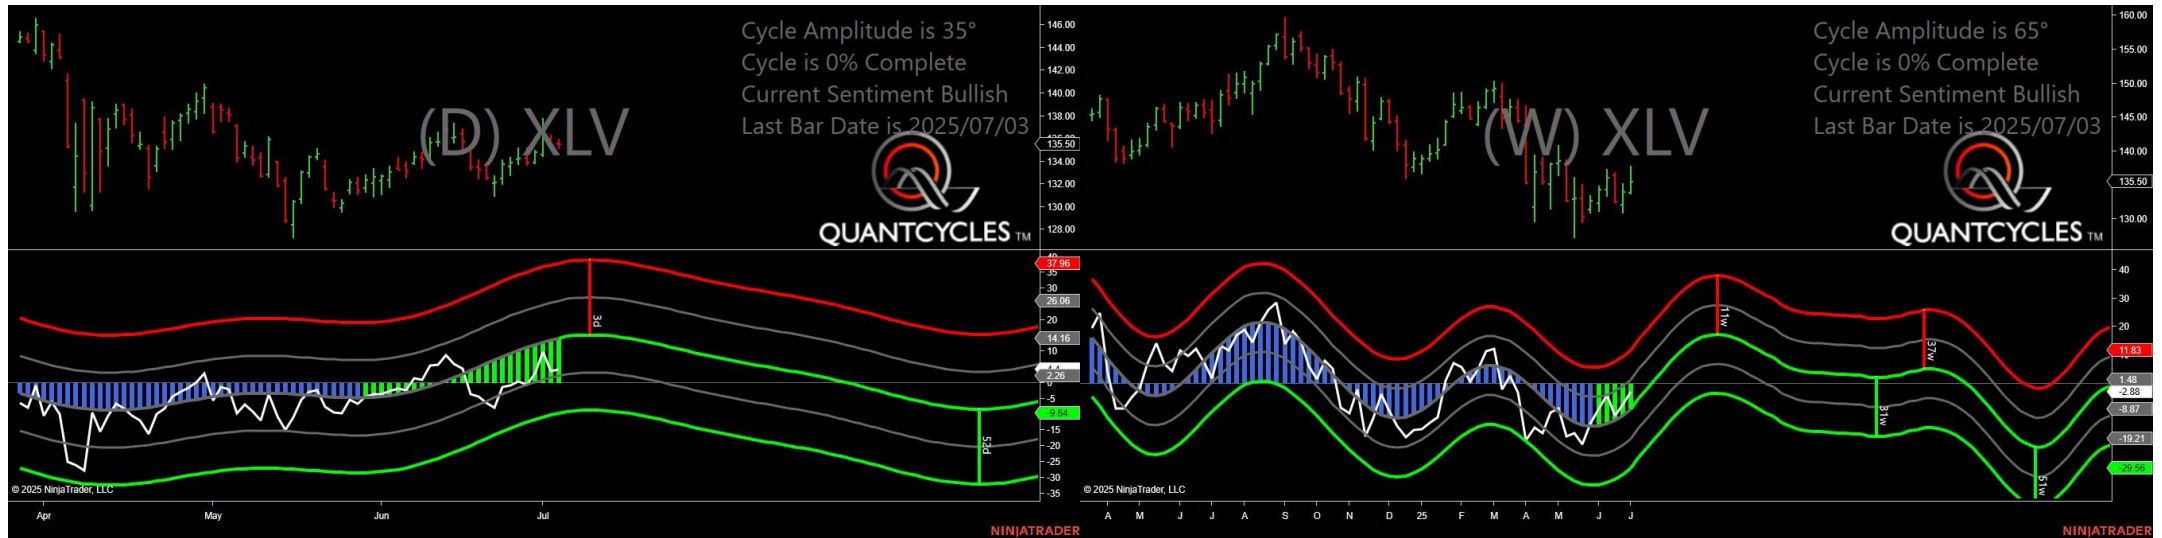 Cycle Amplitude is 35°
Cycle is 0% Complete
Current Sentiment Bullish
Last Bar Date is 2025/07/03
(D) XLV
QUANTCYCLES TM
146.00
144.00
142.00
140.00
138.00
135.50
134.00
132.00
130.00
128.00
37.96
35
30
26.06
20
14.16
10
2.26
-5
-9.64
-15
-20
-25
-30
-35
3d
52d
© 2025 NinjaTrader, LLC
Apr May Jun Jul
NINJATRADER
Cycle Amplitude is 65°
Cycle is 0% Complete
Current Sentiment Bullish
Last Bar Date is 2025/07/03
(W) XLV
QUANTCYCLES TM
160.00
155.00
150.00
145.00
140.00
135.50
130.00
40
30
20
11.83
1.48
-2.88
-8.87
-19.21
-29.56
11w
37w
31w
51w
© 2025 NinjaTrader, LLC
A M J J A S O N D 25 F M A M J J
NINJATRADER